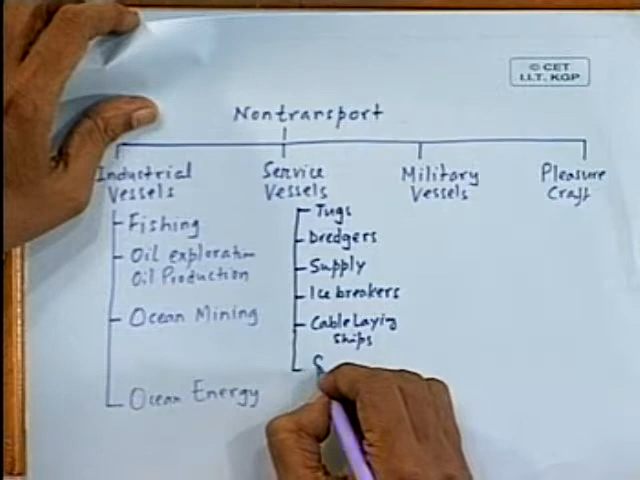 © CET
I.I.T. KGP
Nontransport
Industrial Vessels
Fishing
Oil exploration
Oil Production
Ocean Mining
Ocean Energy
Service Vessels
Tugs
Dredgers
Supply
Ice breakers
Cable Laying
Ships
S
Military Vessels
Pleasure Craft